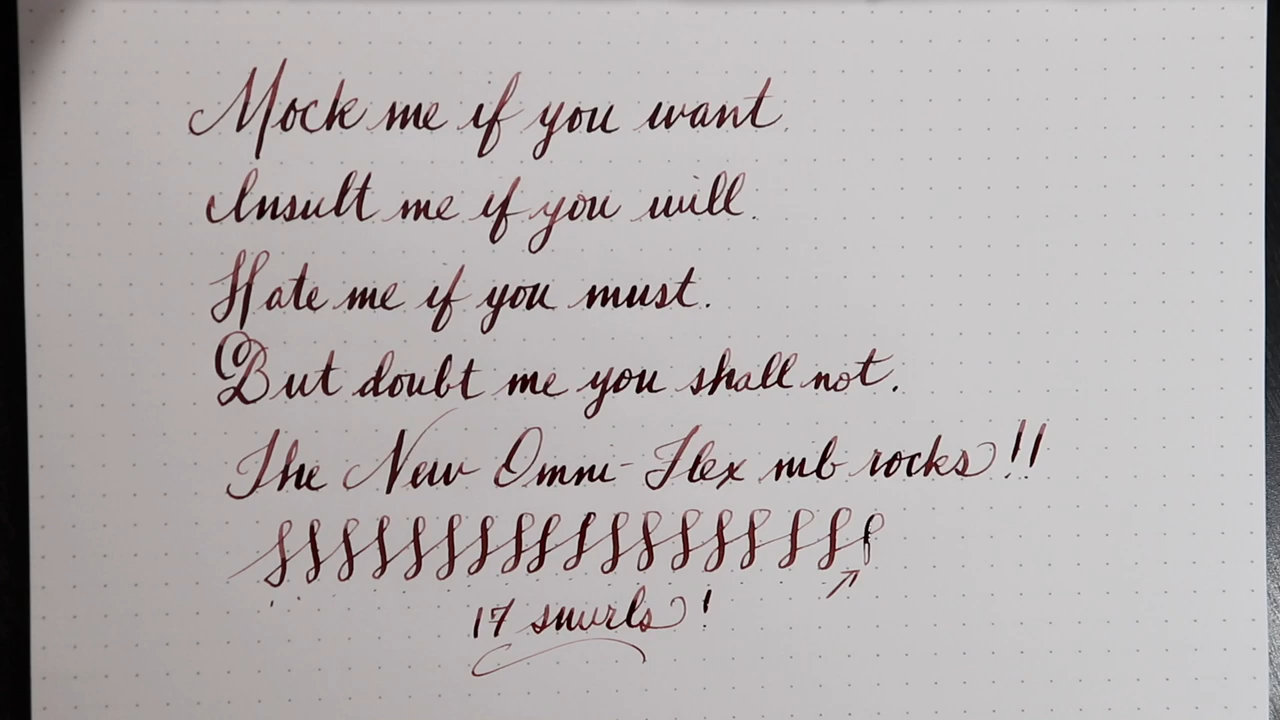 Mock me if you want.
Insult me if you will.
Hate me if you must.
But doubt me you shall not.
The New Omni-Flex nib rocks!!
17 swirls!